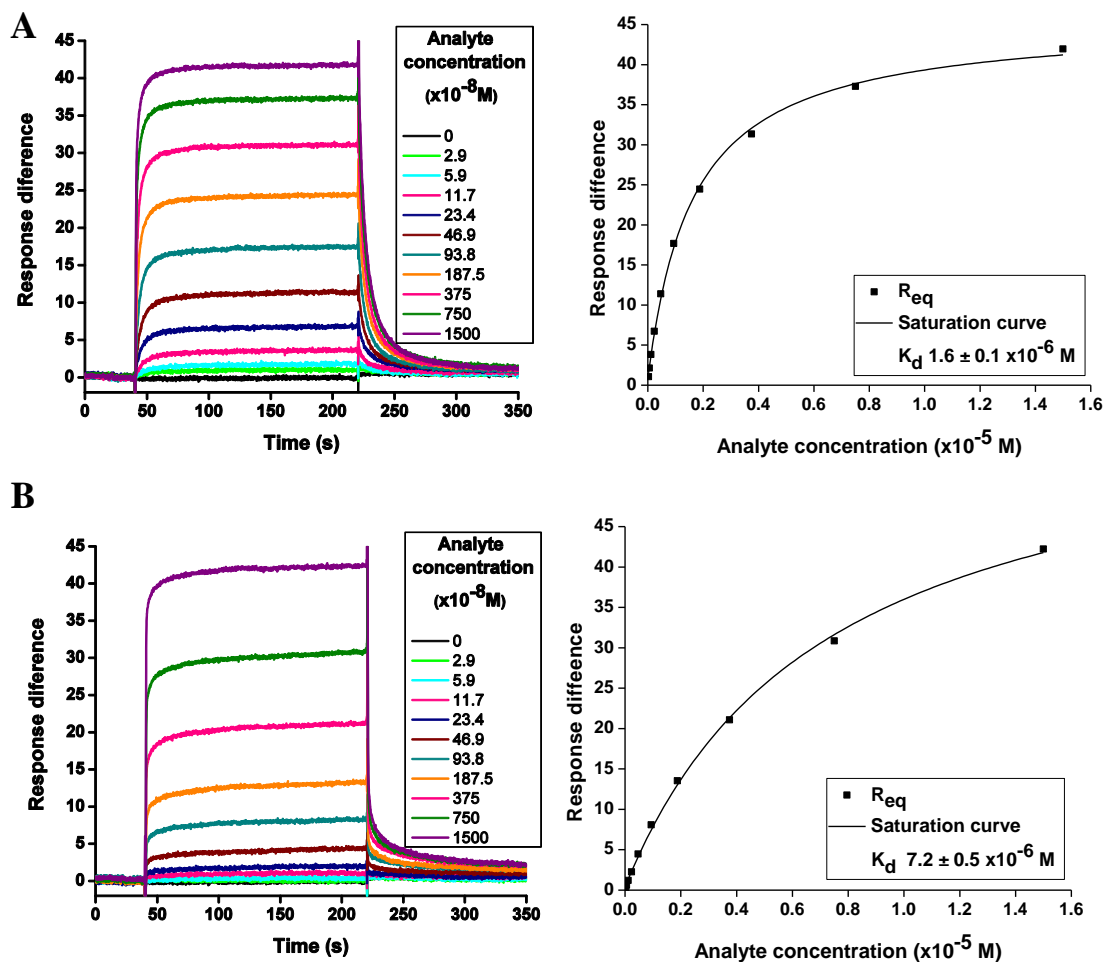 A
Response diference
45
40
35
30
25
20
15
10
5
0
0 50 100 150 200 250 300 350
Time (s)
Analyte
concentration
(x10-8M)
0
2.9
5.9
11.7
23.4
46.9
93.8
187.5
375
750
1500
Response diffeence
45
40
35
30
25
20
15
10
5
0
0.0 0.2 0.4 0.6 0.8 1.0 1.2 1.4 1.6
Analyte concentration (x10-5 M)
Req
Saturation curve
Kd 1.6 ± 0.1 x10-6 M
B
Response diference
45
40
35
30
25
20
15
10
5
0
0 50 100 150 200 250 300 350
Time (s)
Analyte
concentration
(x10-8M)
0
2.9
5.9
11.7
23.4
46.9
93.8
187.5
375
750
1500
Response diffeence
45
40
35
30
25
20
15
10
5
0
0.0 0.2 0.4 0.6 0.8 1.0 1.2 1.4 1.6
Analyte concentration (x10-5 M)
Req
Saturation curve
Kd 7.2 ± 0.5 x10-6 M